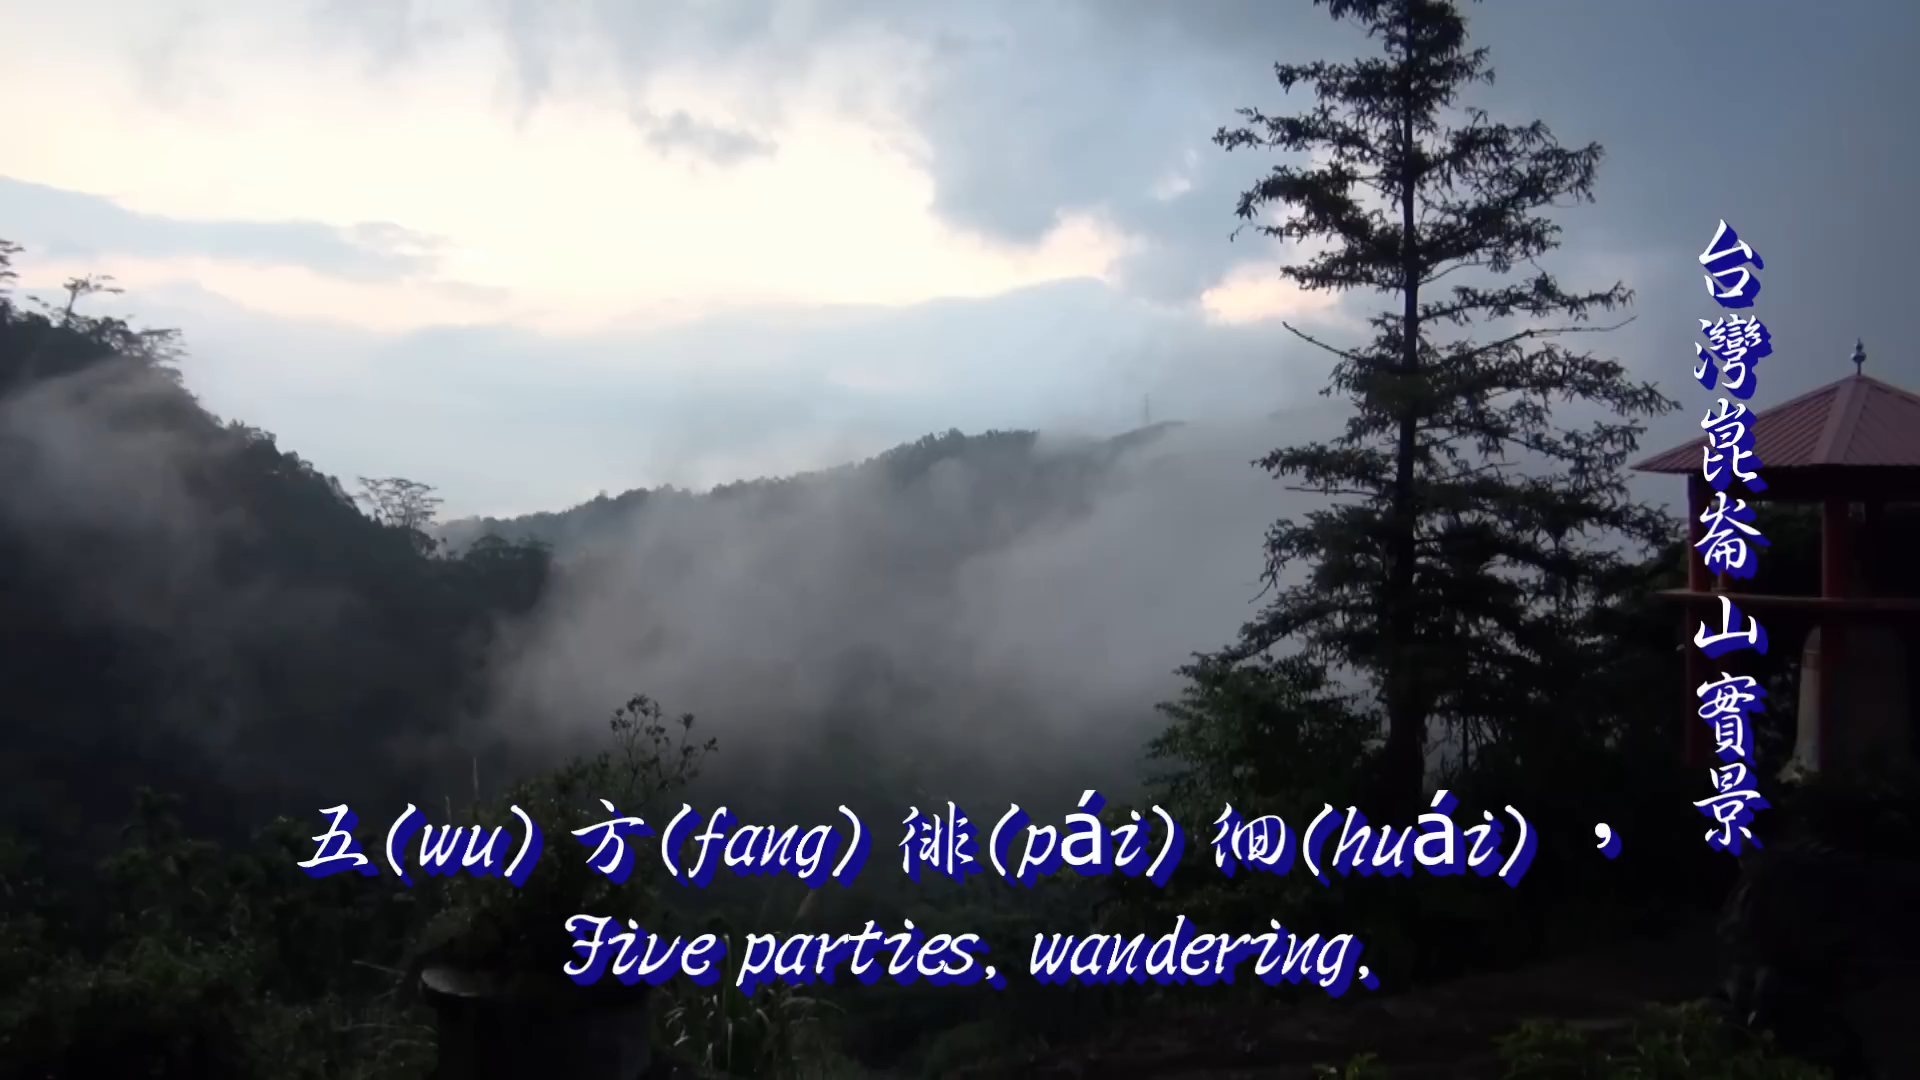 台灣崑崙山實景
五(wu) 方(fang) 徘(pái) 徊(huái) ，
Five parties, wandering,